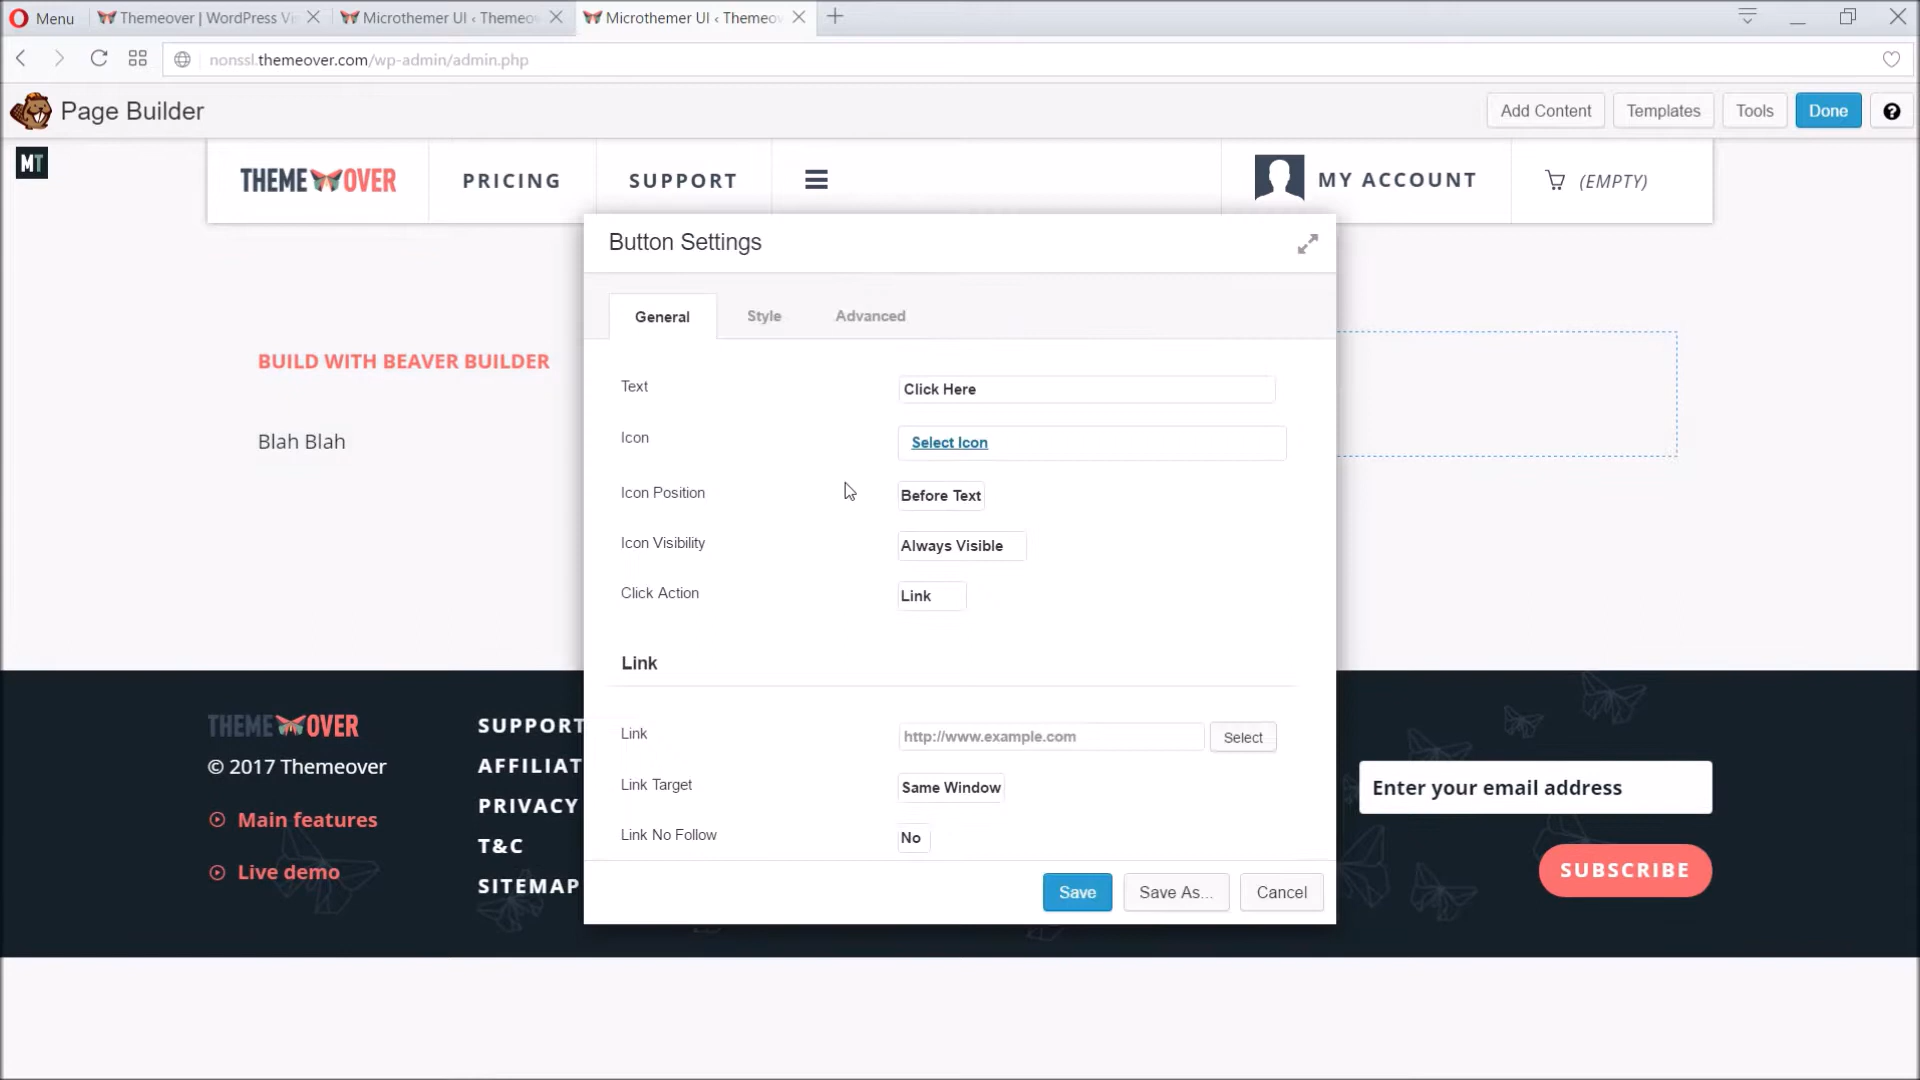 Menu
Themeover | WordPress Vi
Microthemer UI ‹ Themeo
Microthemer UI ‹ Themeo
nonssl.themeover.com/wp-admin/admin.php
Page Builder
Add Content
Templates
Tools
Done
?
MT
THEMEOVER
PRICING
SUPPORT
MY ACCOUNT
(EMPTY)
Button Settings
General
Style
Advanced
BUILD WITH BEAVER BUILDER
Blah Blah
Text
Click Here
Icon
Select Icon
Icon Position
Before Text
Icon Visibility
Always Visible
Click Action
Link
Link
Link
http://www.example.com
Select
Link Target
Same Window
Link No Follow
No
Save
Save As...
Cancel
THEMEOVER
© 2017 Themeover
Main features
Live demo
SUPPORT
AFFILIAT
PRIVACY
T&C
SITEMAP
Enter your email address
SUBSCRIBE